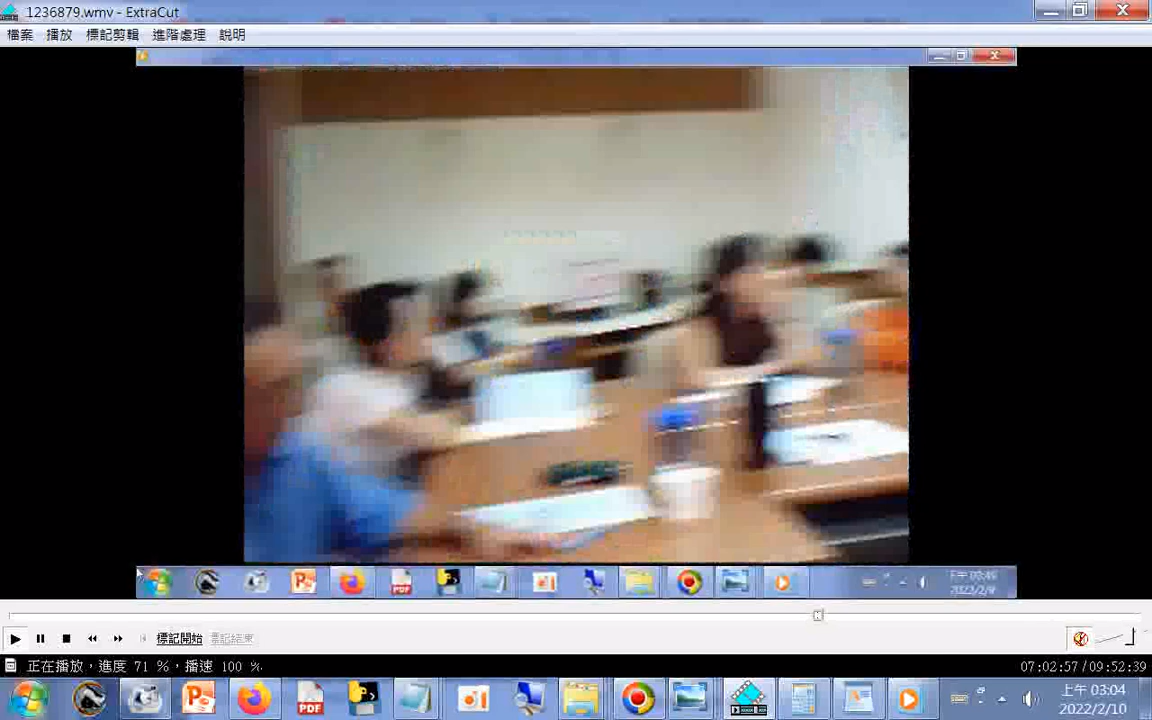 1236879.wmv - ExtraCut
檔案 播放 標記剪輯 進階處理 說明
標記開始 標記結束
正在播放，進度 71 %，播速 100 %.
07:02:57 / 09:52:39
PDF
上午 03:04
2022/2/10